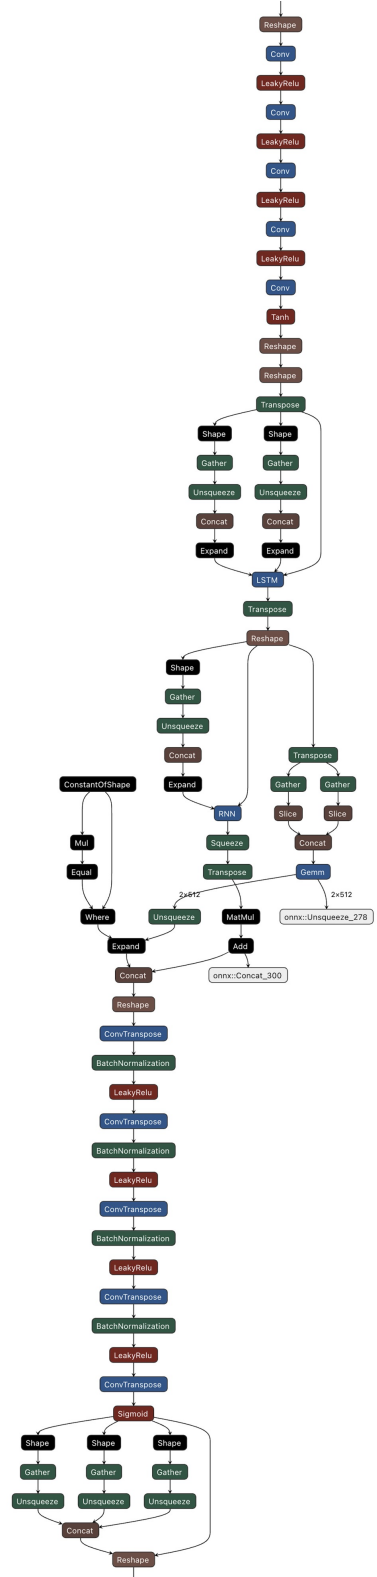 Reshape
Conv
LeakyRelu
Conv
LeakyRelu
Conv
LeakyRelu
Conv
LeakyRelu
Conv
Tanh
Reshape
Reshape
Transpose
Shape Shape
Gather Gather
Unsqueeze Unsqueeze
Concat Concat
Expand Expand
LSTM
Transpose
Reshape
Shape
Gather
Unsqueeze
Concat Transpose
ConstantOfShape Expand Gather Gather
RNN Slice Slice
Mul Squeeze Concat
Equal Transpose Gemm
2×512 2×512
Where Unsqueeze MatMul onnx::Unsqueeze_278
Expand Add
Concat onnx::Concat_300
Reshape
ConvTranspose
BatchNormalization
LeakyRelu
ConvTranspose
BatchNormalization
LeakyRelu
ConvTranspose
BatchNormalization
LeakyRelu
ConvTranspose
BatchNormalization
LeakyRelu
ConvTranspose
Sigmoid
Shape Shape Shape
Gather Gather Gather
Unsqueeze Unsqueeze Unsqueeze
Concat
Reshape